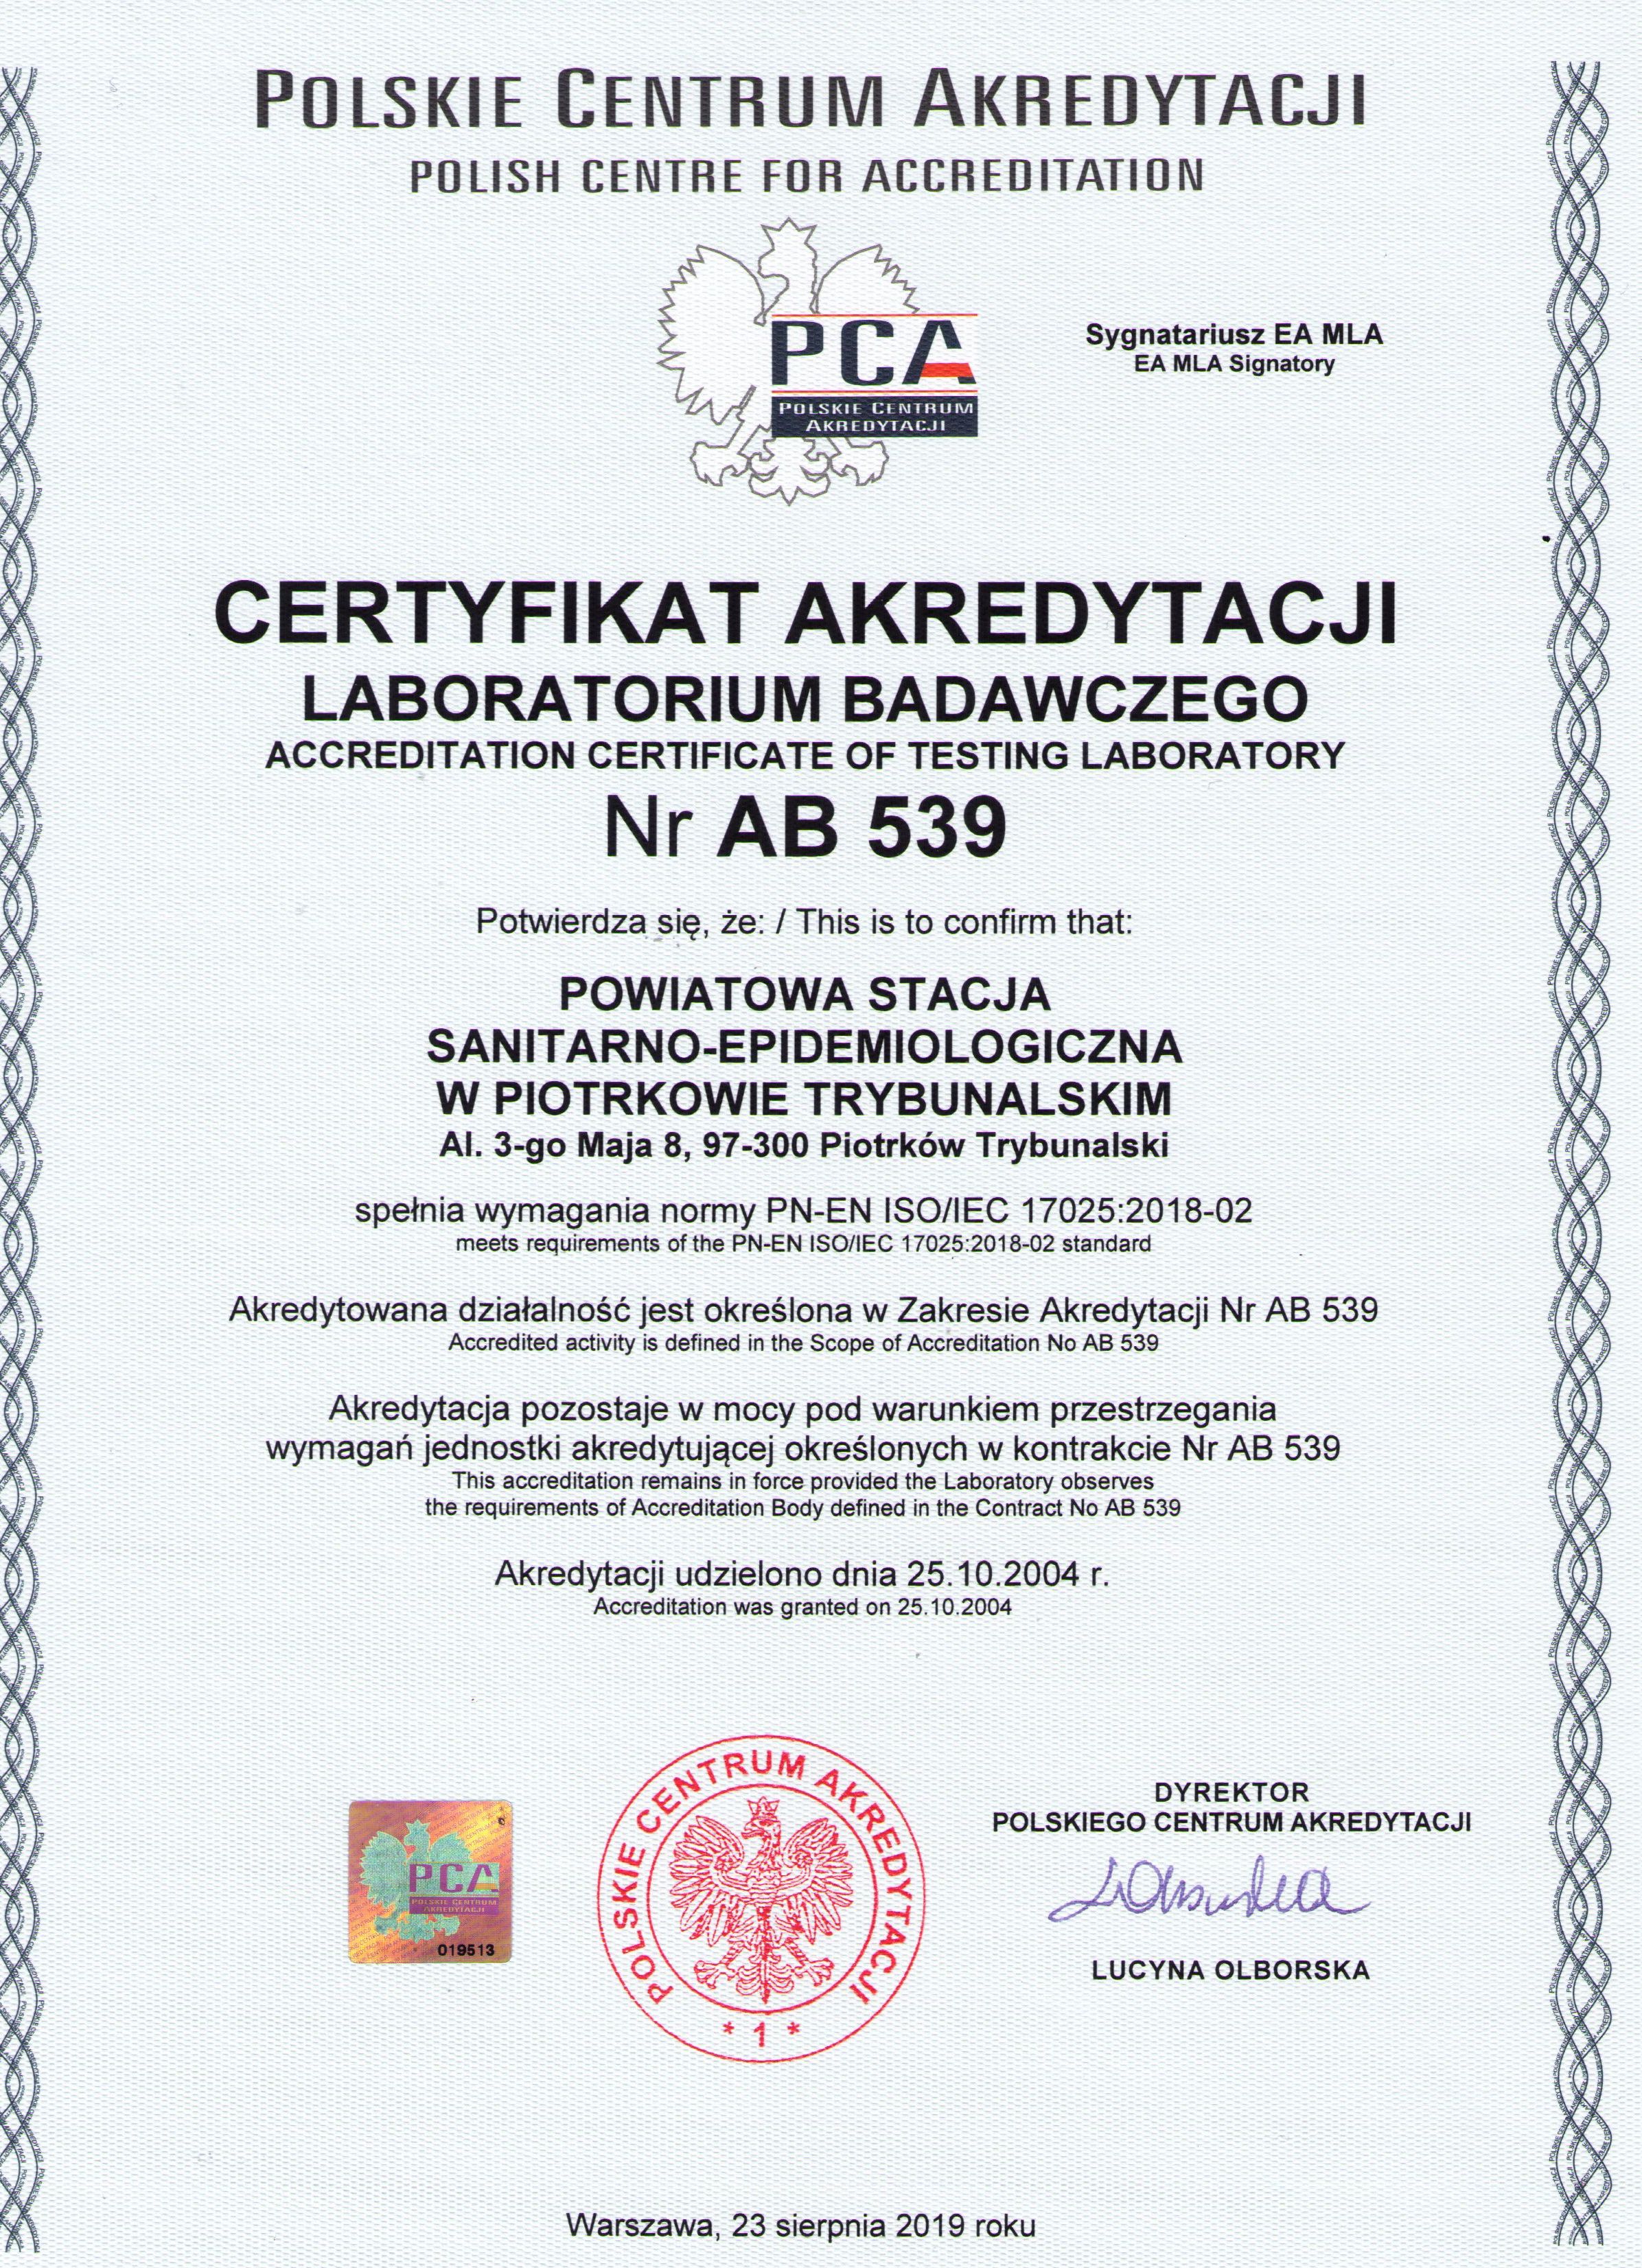 POLSKIE CENTRUM AKREDYTACJI
POLISH CENTRE FOR ACCREDITATION
PCA
POLSKIE CENTRUM
AKREDYTACJI
Sygnatariusz EA MLA
EA MLA Signatory
CERTYFIKAT AKREDYTACJI
LABORATORIUM BADAWCZEGO
ACCREDITATION CERTIFICATE OF TESTING LABORATORY
Nr AB 539
Potwierdza się, że: / This is to confirm that:
POWIATOWA STACJA
SANITARNO-EPIDEMIOLOGICZNA
W PIOTRKOWIE TRYBUNALSKIM
Al. 3-go Maja 8, 97-300 Piotrków Trybunalski
spełnia wymagania normy PN-EN ISO/IEC 17025:2018-02
meets requirements of the PN-EN ISO/IEC 17025:2018-02 standard
Akredytowana działalność jest określona w Zakresie Akredytacji Nr AB 539
Accredited activity is defined in the Scope of Accreditation No AB 539
Akredytacja pozostaje w mocy pod warunkiem przestrzegania
wymagań jednostki akredytującej określonych w kontrakcie Nr AB 539
This accreditation remains in force provided the Laboratory observes
the requirements of Accreditation Body defined in the Contract No AB 539
Akredytacji udzielono dnia 25.10.2004 r.
Accreditation was granted on 25.10.2004
PCA
POLSKIE CENTRUM
AKREDYTACJI
019513
POLSKIE CENTRUM AKREDYTACJI
* 1 *
DYREKTOR
POLSKIEGO CENTRUM AKREDYTACJI
LUCYNA OLBORSKA
Warszawa, 23 sierpnia 2019 roku